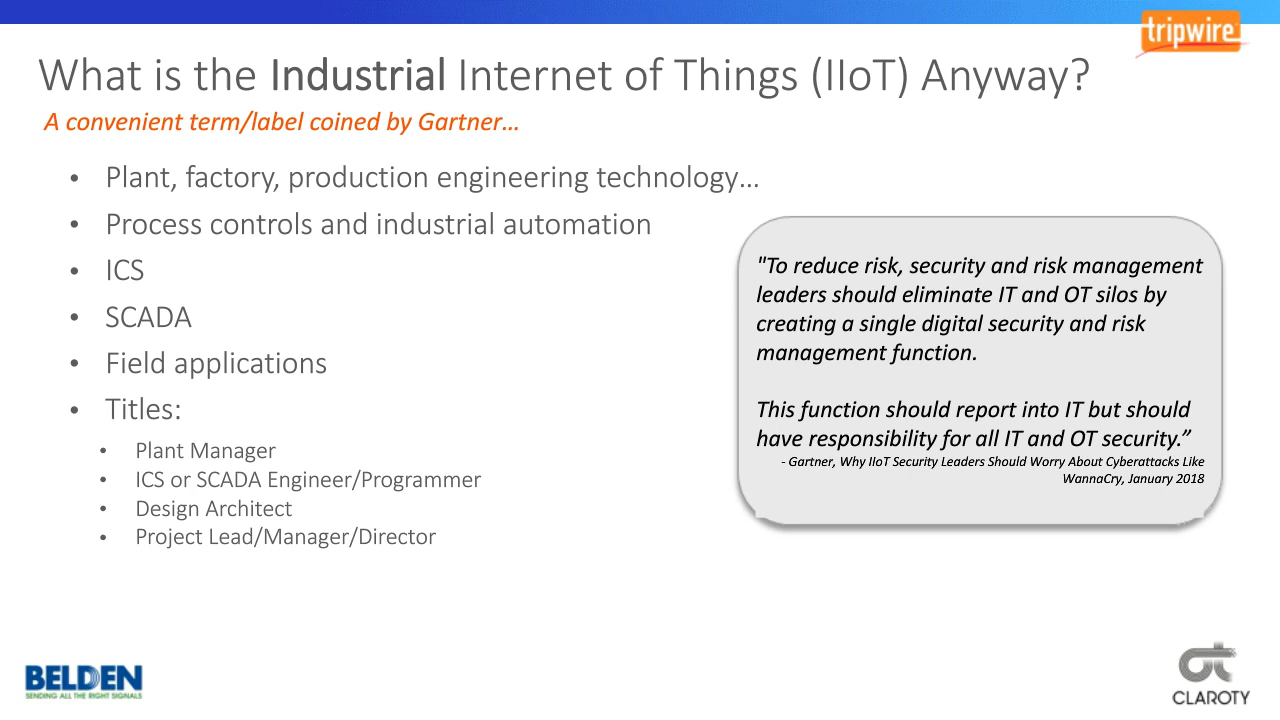 tripwire
What is the Industrial Internet of Things (IIoT) Anyway?
A convenient term/label coined by Gartner…
• Plant, factory, production engineering technology…
• Process controls and industrial automation
• ICS
• SCADA
• Field applications
• Titles:
• Plant Manager
• ICS or SCADA Engineer/Programmer
• Design Architect
• Project Lead/Manager/Director
"To reduce risk, security and risk management
leaders should eliminate IT and OT silos by
creating a single digital security and risk
management function.
This function should report into IT but should
have responsibility for all IT and OT security.”
- Gartner, Why IIoT Security Leaders Should Worry About Cyberattacks Like
WannaCry, January 2018
BELDEN
SENDING ALL THE RIGHT SIGNALS
CLAROTY